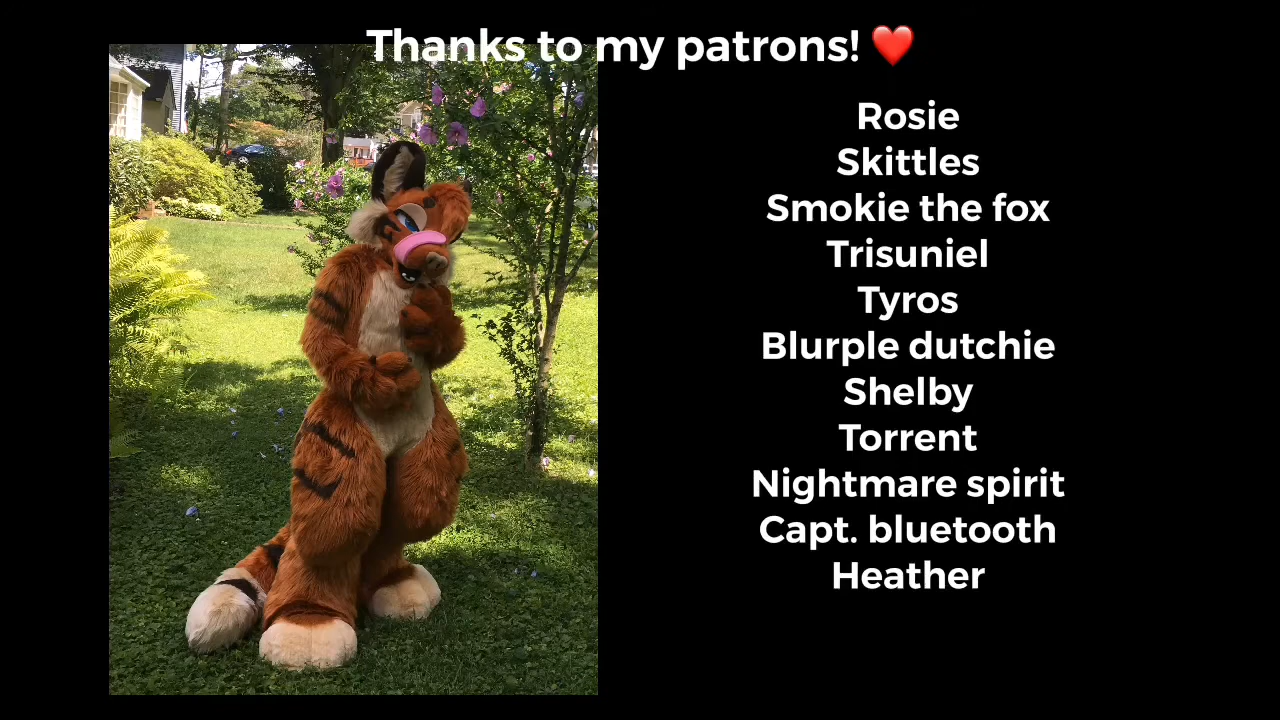 Thanks to my patrons! ❤️
Rosie
Skittles
Smokie the fox
Trisuniel
Tyros
Blurple dutchie
Shelby
Torrent
Nightmare spirit
Capt. bluetooth
Heather